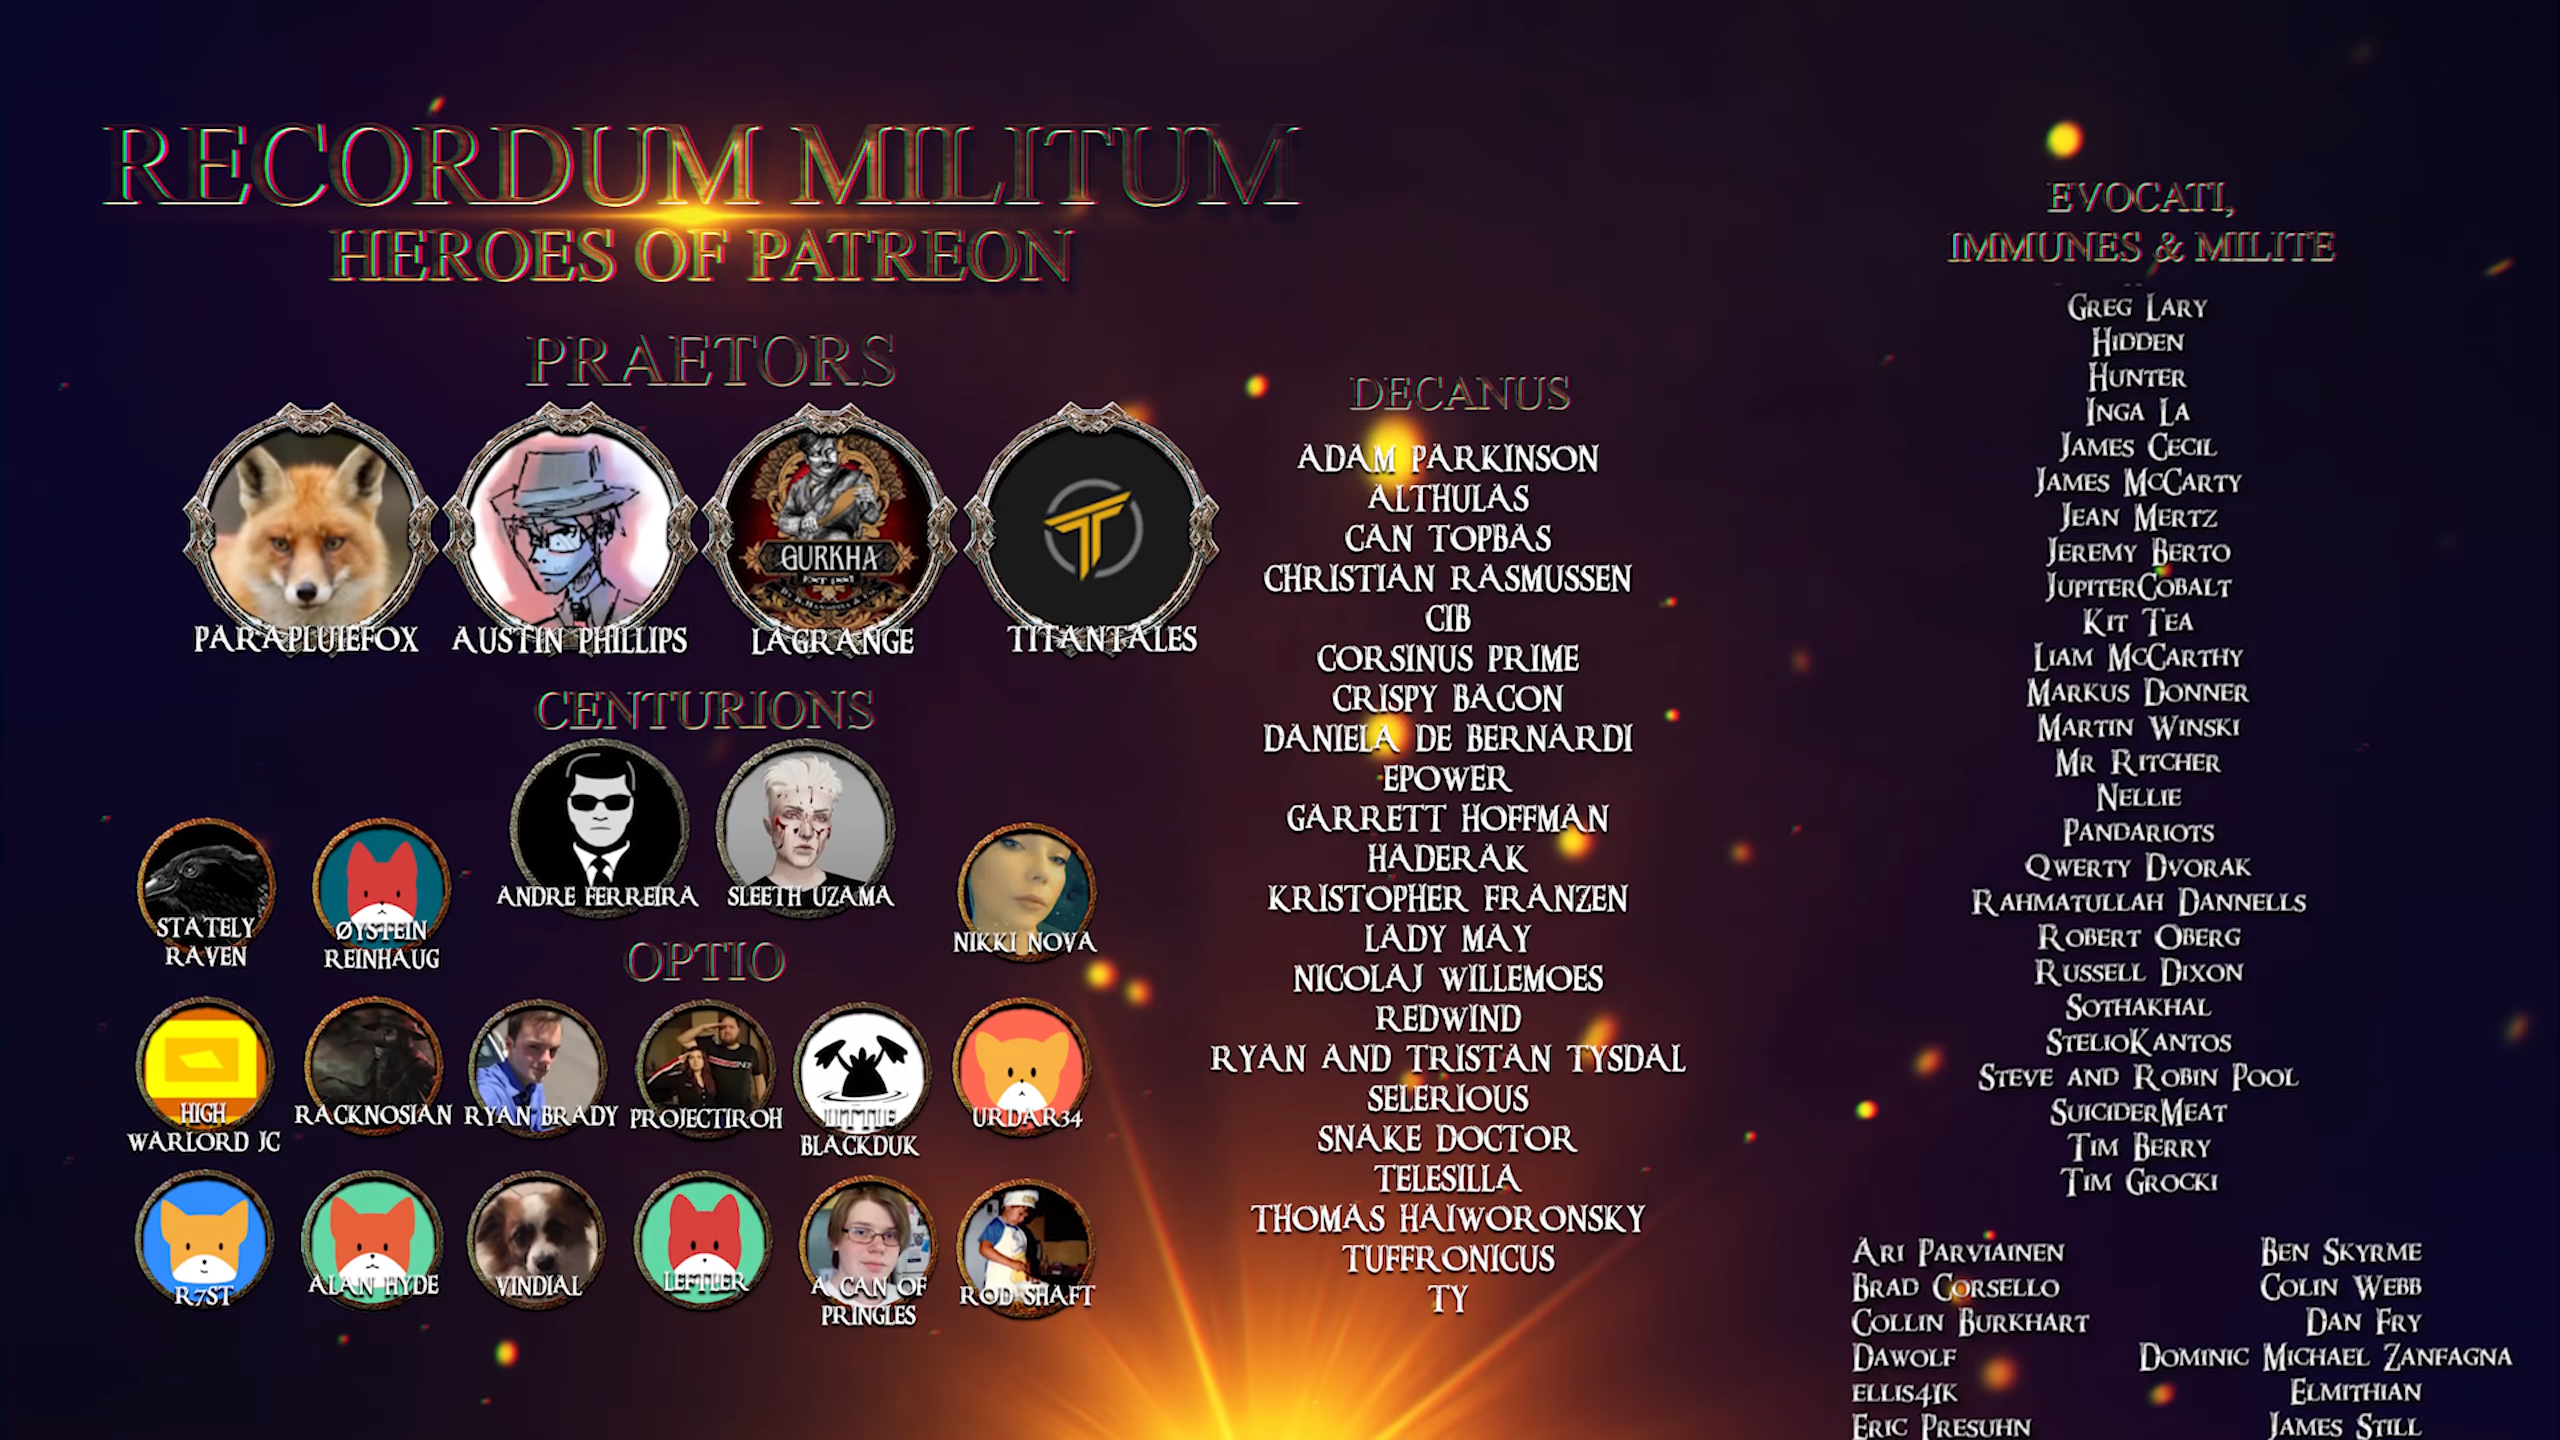 RECORDUM MILITUM
HEROES OF PATREON
PRAETORS
GURKHA
PARAPLUIEFOX
AUSTIN PHILLIPS
LAGRANGE
TITANTALES
CENTURIONS
ANDRE FERREIRA
SLEETH UZAMA
STATELY
RAVEN
ØYSTEIN
REINHAUG
NIKKI NOVA
OPTIO
HIGH
WARLORD JC
RACKNOSIAN
RYAN BRADY
PROJECTIROH
LITTLE
BLACKDUK
URDAR34
R7ST
ALAN HYDE
VINDIAL
LEFTLER
A CAN OF
PRINGLES
ROD SHAFT
DECANUS
ADAM PARKINSON
ALTHULAS
CAN TOPBAS
CHRISTIAN RASMUSSEN
CIB
CORSINUS PRIME
CRISPY BACON
DANIELA DE BERNARDI
EPOWER
GARRETT HOFFMAN
HADERAK
KRISTOPHER FRANZEN
LADY MAY
NICOLAJ WILLEMOES
REDWIND
RYAN AND TRISTAN TYSDAL
SELERIOUS
SNAKE DOCTOR
TELESILLA
THOMAS HAIWORONSKY
TUFFRONICUS
TY
EVOCATI,
IMMUNES & MILITE
GREG LARY
HIDDEN
HUNTER
INGA LA
JAMES CECIL
JAMES MCCARTY
JEAN MERTZ
JEREMY BERTO
JUPITERCOBALT
KIT TEA
LIAM MCCARTHY
MARKUS DONNER
MARTIN WINSKI
MR RITCHER
NELLIE
PANDARIOTS
QWERTY DVORAK
RAHMATULLAH DANNELLS
ROBERT OBERG
RUSSELL DIXON
SOTHAKHAL
STELIOKANTOS
STEVE AND ROBIN POOL
SUICIDERMEAT
TIM BERRY
TIM GROCKI
ARI PARVIAINEN
BEN SKYRME
BRAD CORSELLO
COLIN WEBB
COLLIN BURKHART
DAN FRY
DAWOLF
DOMINIC MICHAEL ZANFAGNA
ELLIS41K
ELMITHIAN
ERIC PRESUHN
JAMES STILL